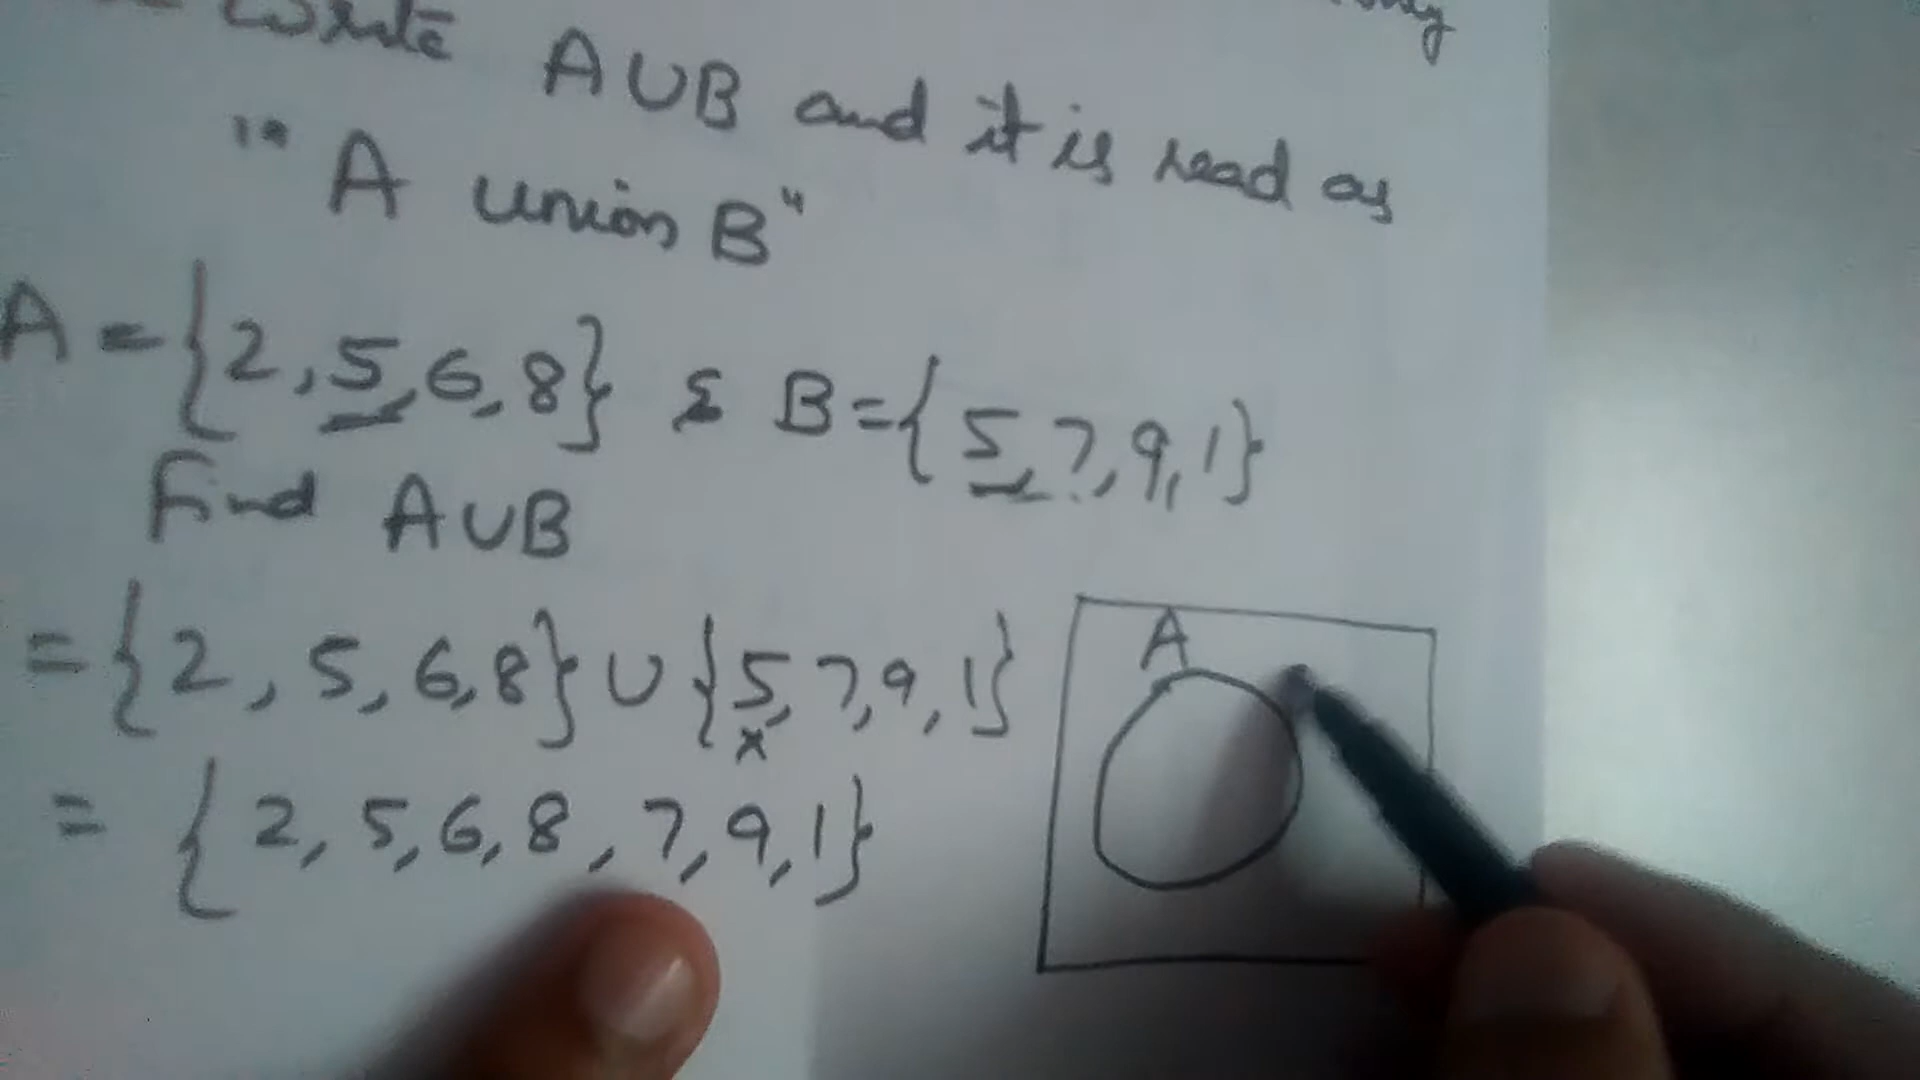 write A∪B and it is read as
"A union B"
A = {2, 5, 6, 8} & B = {5, 7, 9, 1}
Find A∪B
= {2, 5, 6, 8} ∪ {5, 7, 9, 1}
x
= {2, 5, 6, 8, 7, 9, 1}
A